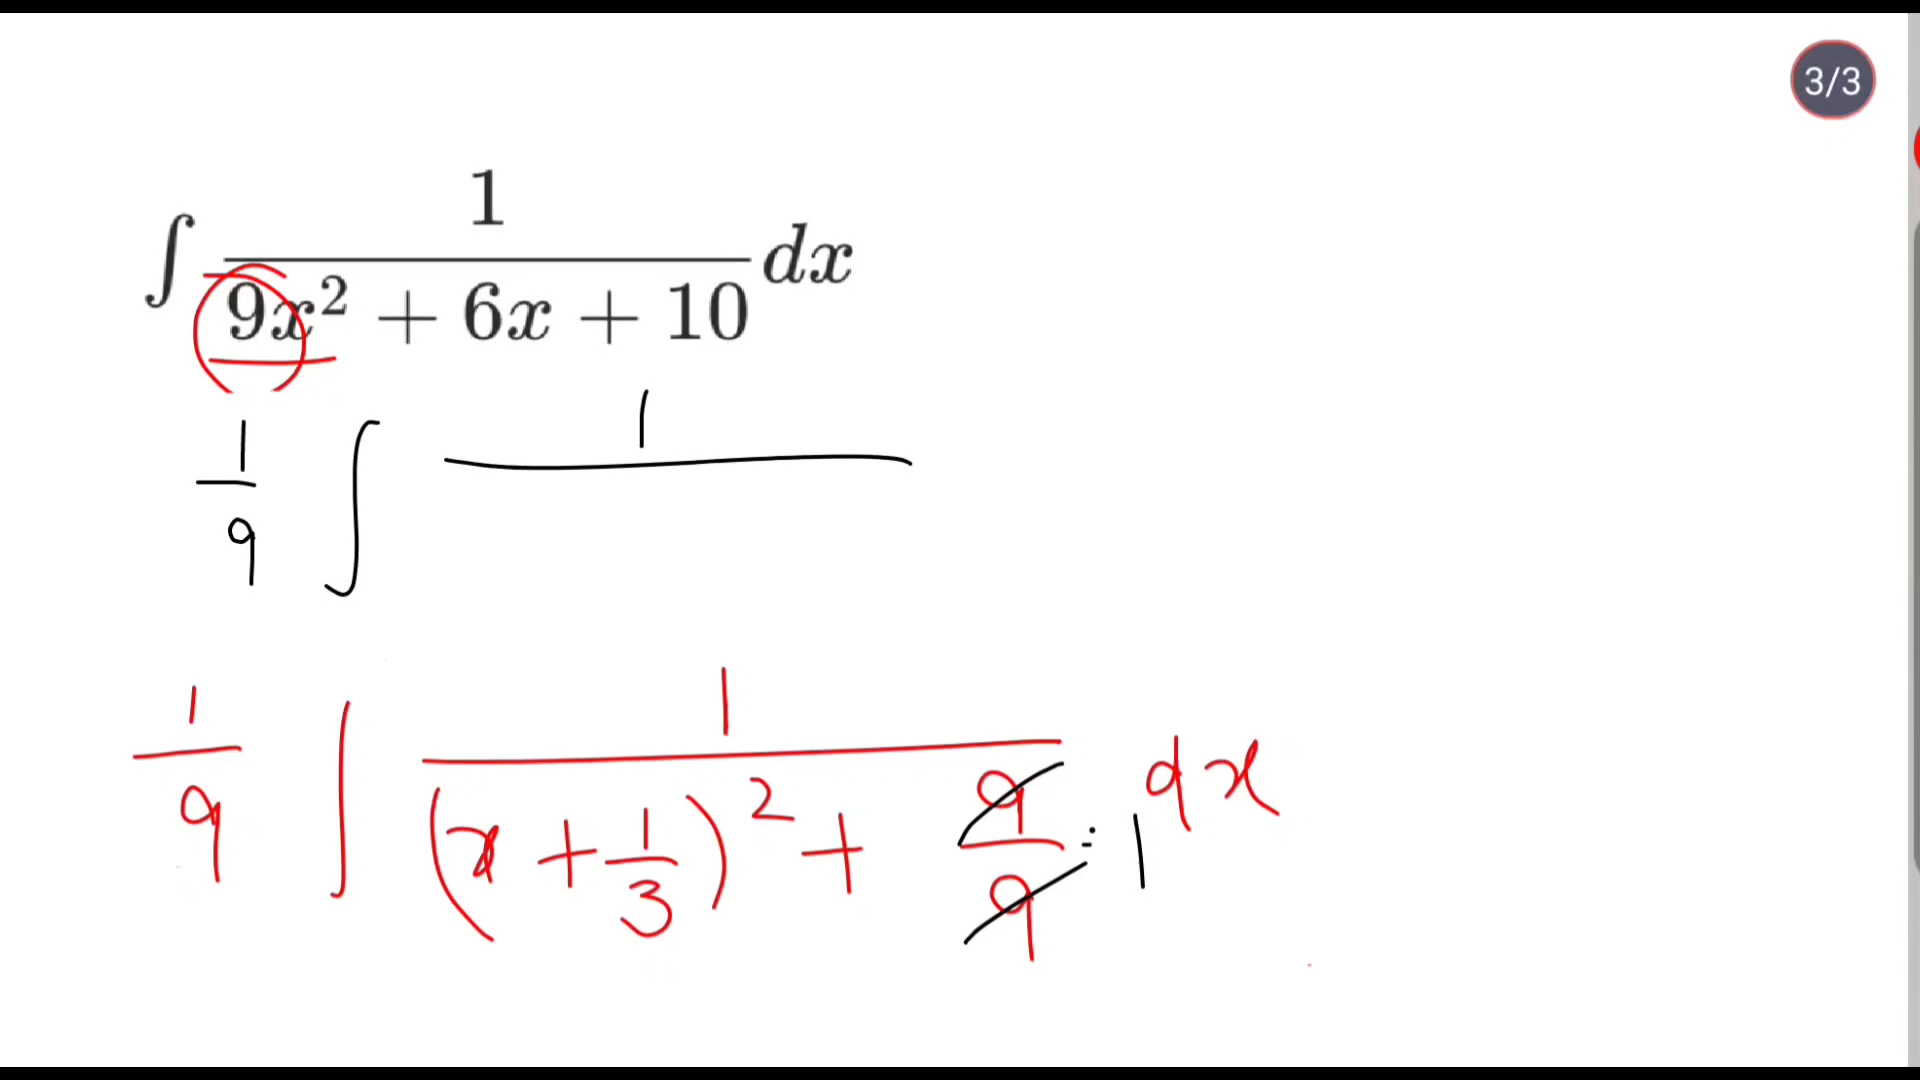 3/3
∫ 1/(9x² + 6x + 10) dx
1/9 ∫ 1/
1/9 ∫ 1/((x + 1/3)² + 9/9 = 1) dx